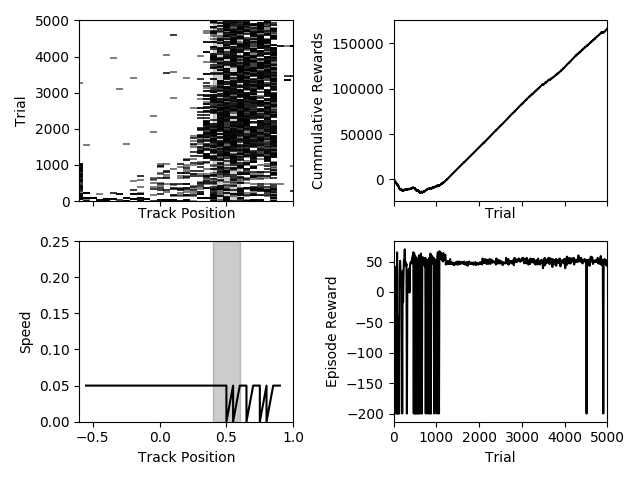 5000
4000
3000
2000
1000
0
Trial
Track Position
150000
100000
50000
0
Cummulative Rewards
Trial
0.25
0.20
0.15
0.10
0.05
0.00
Speed
−0.5 0.0 0.5 1.0
Track Position
50
0
−50
−100
−150
−200
Episode Reward
0 1000 2000 3000 4000 5000
Trial